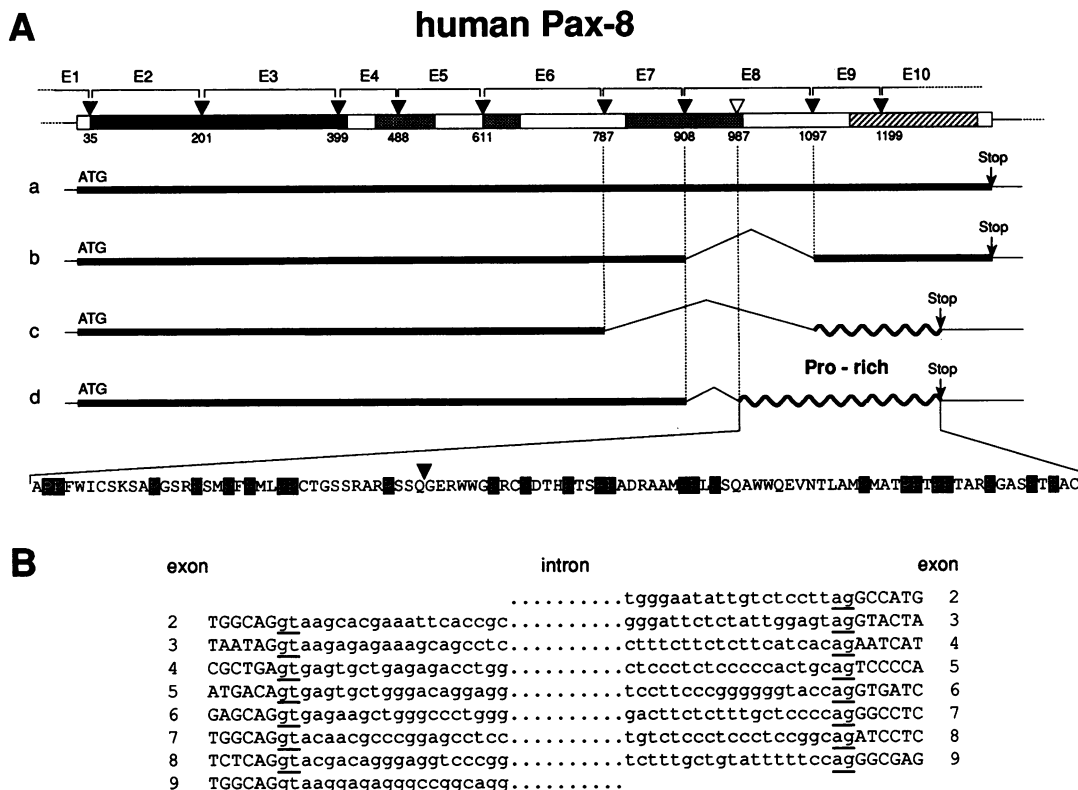 A
human Pax-8
E1 E2 E3 E4 E5 E6 E7 E8 E9 E10
35 201 399 488 611 787 908 987 1097 1199
a ATG Stop
b ATG Stop
c ATG Stop
Pro - rich
d ATG Stop
B
exon intron exon
..........tgggaatattgtctccttagGCCATG 2
2 TGGCAGgtaagcacgaaattcaccgc..........gggattctctattggagtagGTACTA 3
3 TAATAGgtaagagagaaagcagcctc..........ctttcttctcttcatcacagAATCAT 4
4 CGCTGAgtgagtgctgagagacctgg..........ctccctctcccccactgcagTCCCCA 5
5 ATGACAgtgagtgctgggacaggagg..........tccttcccggggggtaccagGTGATC 6
6 GAGCAGgtgagaagctgggccctggg..........gacttctctttgctccccagGGCCTC 7
7 TGGCAGgtacaacgcccggagcctcc..........tgtctccctccctccggcagATCCTC 8
8 TCTCAGgtacgacagggaggtcccgg..........tctttgctgtatttttccagGGCGAG 9
9 TGGCAGgtaaggagagggccggcagg..........